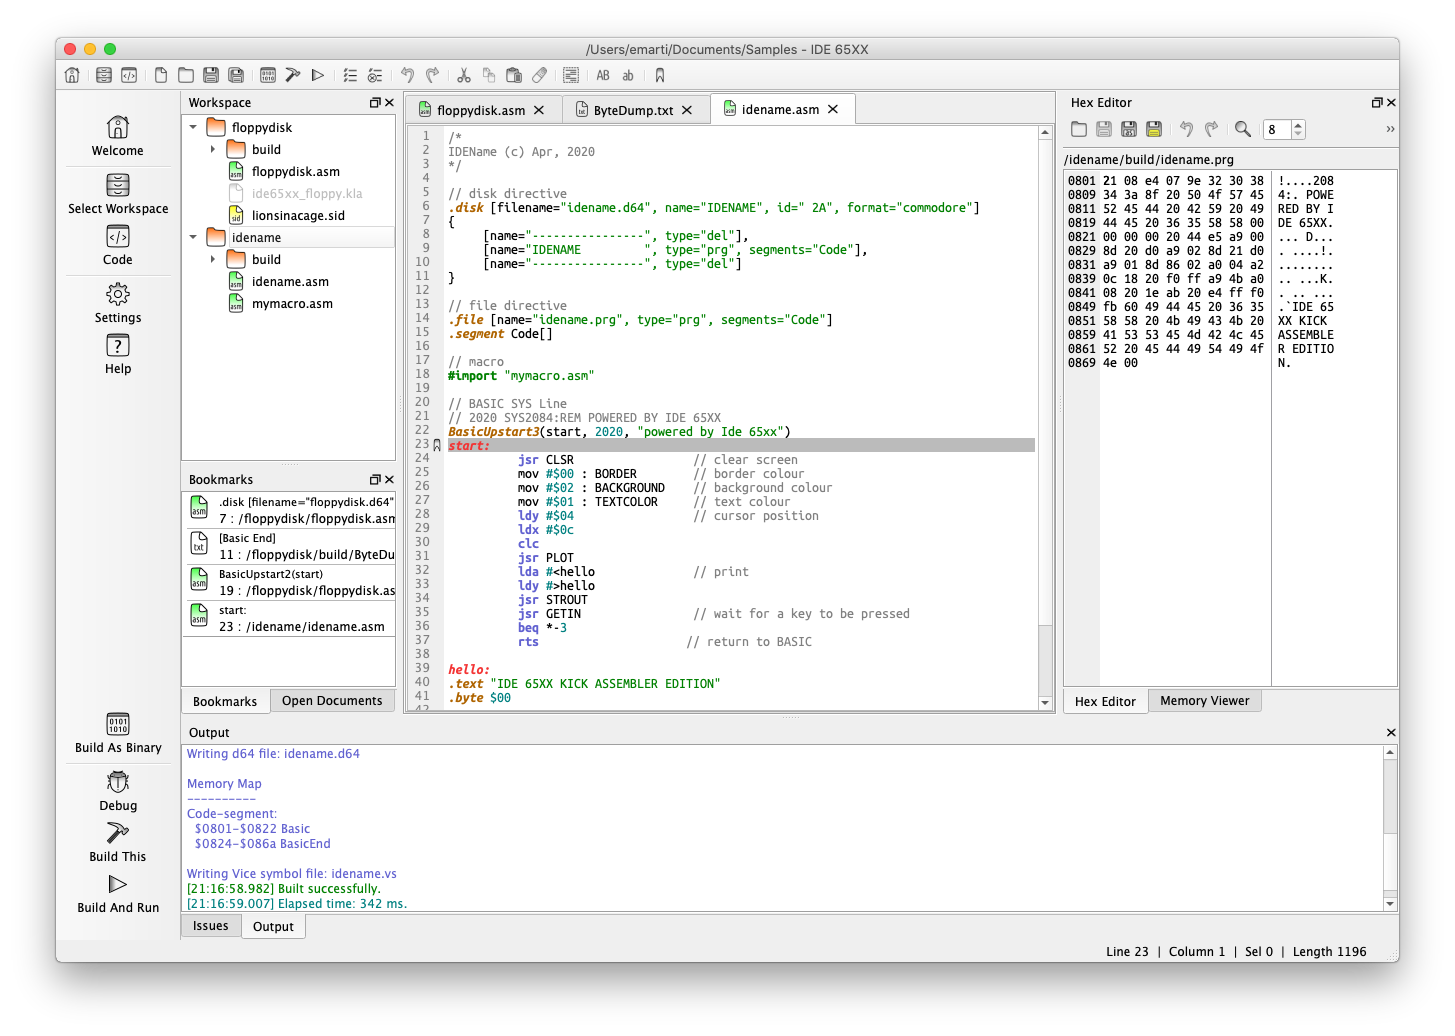 /Users/emarti/Documents/Samples - IDE 65XX
AB ab
Welcome
Select Workspace
Code
Settings
Help
Build As Binary
Debug
Build This
Build And Run
Workspace
floppydisk
build
floppydisk.asm
ide65xx_floppy.kla
lionsinacage.sid
idename
build
idename.asm
mymacro.asm
Bookmarks
.disk [filename="floppydisk.d64"
7 : /floppydisk/floppydisk.asm
[Basic End]
11 : /floppydisk/build/ByteDu
BasicUpstart2(start)
19 : /floppydisk/floppydisk.as
start:
23 : /idename/idename.asm
Bookmarks Open Documents
floppydisk.asm ByteDump.txt idename.asm
1 /*
2 IDEName (c) Apr, 2020
3 */
4
5 // disk directive
6 .disk [filename="idename.d64", name="IDENAME", id=" 2A", format="commodore"]
7 {
8 [name="----------------", type="del"],
9 [name="IDENAME         ", type="prg", segments="Code"],
10 [name="----------------", type="del"]
11 }
12
13 // file directive
14 .file [name="idename.prg", type="prg", segments="Code"]
15 .segment Code[]
16
17 // macro
18 #import "mymacro.asm"
19
20 // BASIC SYS Line
21 // 2020 SYS2084:REM POWERED BY IDE 65XX
22 BasicUpstart3(start, 2020, "powered by Ide 65xx")
23 start:
24 jsr CLSR // clear screen
25 mov #$00 : BORDER // border colour
26 mov #$02 : BACKGROUND // background colour
27 mov #$01 : TEXTCOLOR // text colour
28 ldy #$04 // cursor position
29 ldx #$0c
30 clc
31 jsr PLOT
32 lda #<hello // print
33 ldy #>hello
34 jsr STROUT
35 jsr GETIN // wait for a key to be pressed
36 beq *-3
37 rts // return to BASIC
38
39 hello:
40 .text "IDE 65XX KICK ASSEMBLER EDITION"
41 .byte $00
42
Hex Editor
8
/idename/build/idename.prg
0801 21 08 e4 07 9e 32 30 38 !....208
0809 34 3a 8f 20 50 4f 57 45 4:. POWE
0811 52 45 44 20 42 59 20 49 RED BY I
0819 44 45 20 36 35 58 58 00 DE 65XX.
0821 00 00 00 20 44 e5 a9 00 ... D...
0829 8d 20 d0 a9 02 8d 21 d0 . ....!.
0831 a9 01 8d 86 02 a0 04 a2 ........
0839 0c 18 20 f0 ff a9 4b a0 .. ...K.
0841 08 20 1e ab 20 e4 ff f0 . .. ...
0849 fb 60 49 44 45 20 36 35 .`IDE 65
0851 58 58 20 4b 49 43 4b 20 XX KICK
0859 41 53 53 45 4d 42 4c 45 ASSEMBLE
0861 52 20 45 44 49 54 49 4f R EDITIO
0869 4e 00 N.
Hex Editor Memory Viewer
Output
Writing d64 file: idename.d64
Memory Map
----------
Code-segment:
$0801-$0822 Basic
$0824-$086a BasicEnd
Writing Vice symbol file: idename.vs
[21:16:58.982] Built successfully.
[21:16:59.007] Elapsed time: 342 ms.
Issues Output
Line 23 | Column 1 | Sel 0 | Length 1196